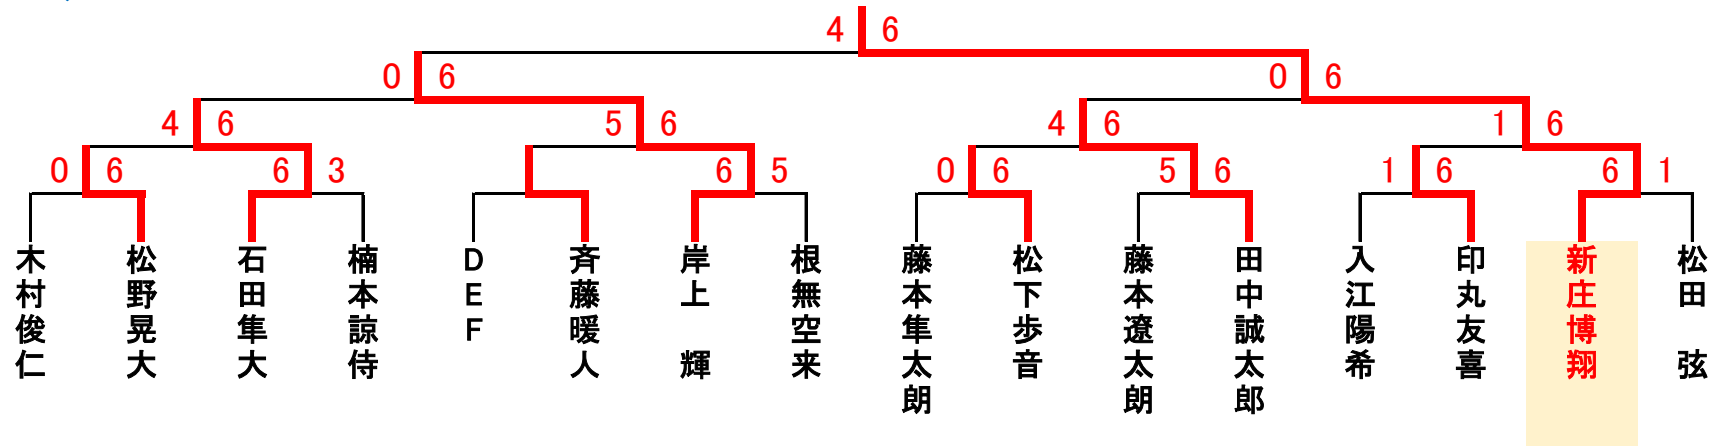 4 6
0 6 0 6
4 6 5 6 4 6 1 6
0 6 6 3 6 5 0 6 5 6 1 6 6 1
木村俊仁
松野晃大
石田隼大
楠本諒侍
DEF
斉藤暖人
岸上 輝
根無空来
藤本隼太朗
松下歩音
藤本遼太朗
田中誠太郎
入江陽希
印丸友喜
新庄博翔
松田 弦